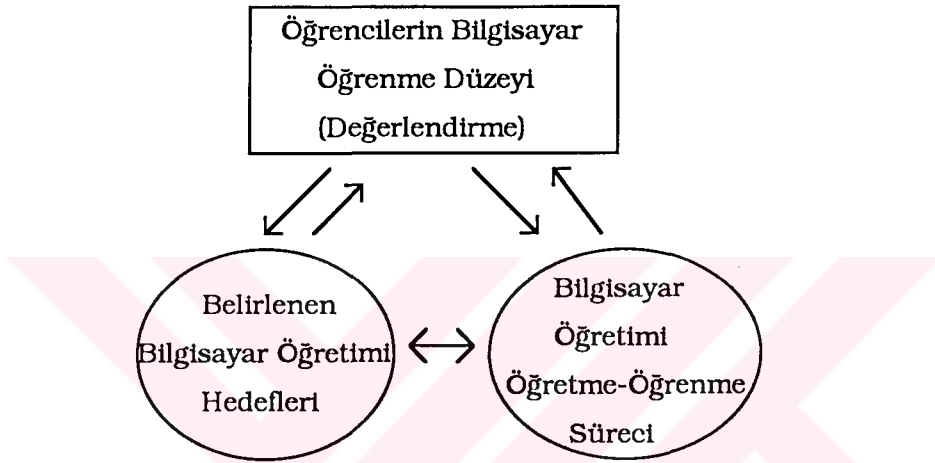 Öğrencilerin Bilgisayar
Öğrenme Düzeyi
(Değerlendirme)
Belirlenen
Bilgisayar Öğretimi
Hedefleri
Bilgisayar
Öğretimi
Öğretme-Öğrenme
Süreci